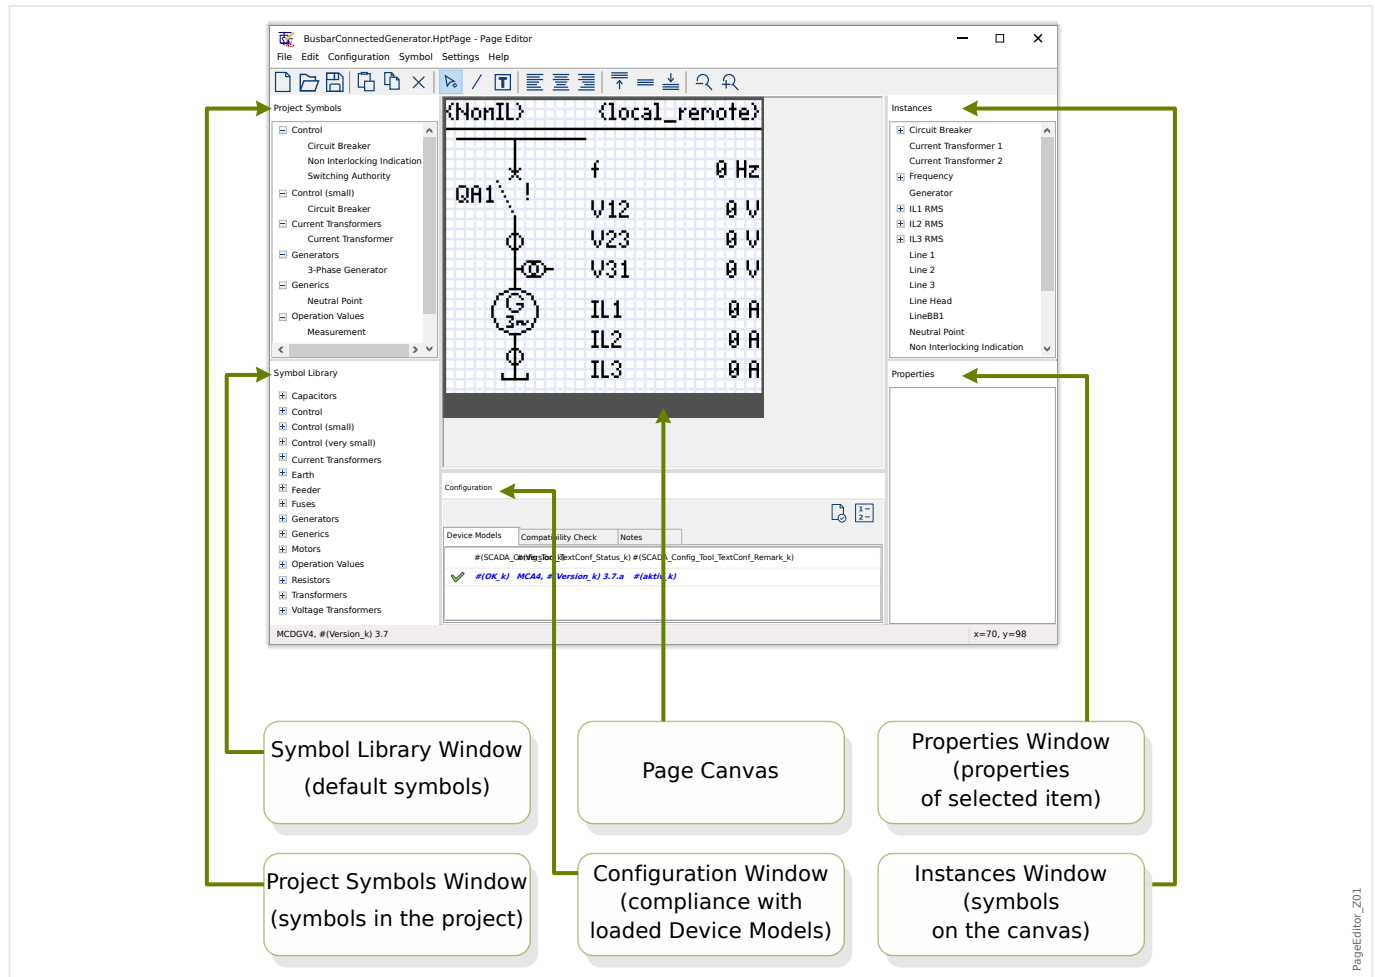 BusbarConnectedGenerator.HptPage - Page Editor
File Edit Configuration Symbol Settings Help
Project Symbols
Control
Circuit Breaker
Non Interlocking Indication
Switching Authority
Control (small)
Circuit Breaker
Current Transformers
Current Transformer
Generators
3-Phase Generator
Generics
Neutral Point
Operation Values
Measurement
Symbol Library
Capacitors
Control
Control (small)
Control (very small)
Current Transformers
Earth
Feeder
Fuses
Generators
Generics
Motors
Operation Values
Resistors
Transformers
Voltage Transformers
{NonIL} {local_remote}
QA1 !
f 0 Hz
V12 0 V
V23 0 V
V31 0 V
G
3~
IL1 0 A
IL2 0 A
IL3 0 A
Configuration
1
2
Device Models Compatibility Check Notes
#(OK_k) MCA4, #(Version_k) 3.7.a #(aktiv_k)
Instances
Circuit Breaker
Current Transformer 1
Current Transformer 2
Frequency
Generator
IL1 RMS
IL2 RMS
IL3 RMS
Line 1
Line 2
Line 3
Line Head
LineBB1
Neutral Point
Non Interlocking Indication
Properties
MCDGV4, #(Version_k) 3.7
x=70, y=98
Symbol Library Window
(default symbols)
Page Canvas
Properties Window
(properties
of selected item)
Project Symbols Window
(symbols in the project)
Configuration Window
(compliance with
loaded Device Models)
Instances Window
(symbols
on the canvas)
PageEditor_Z01